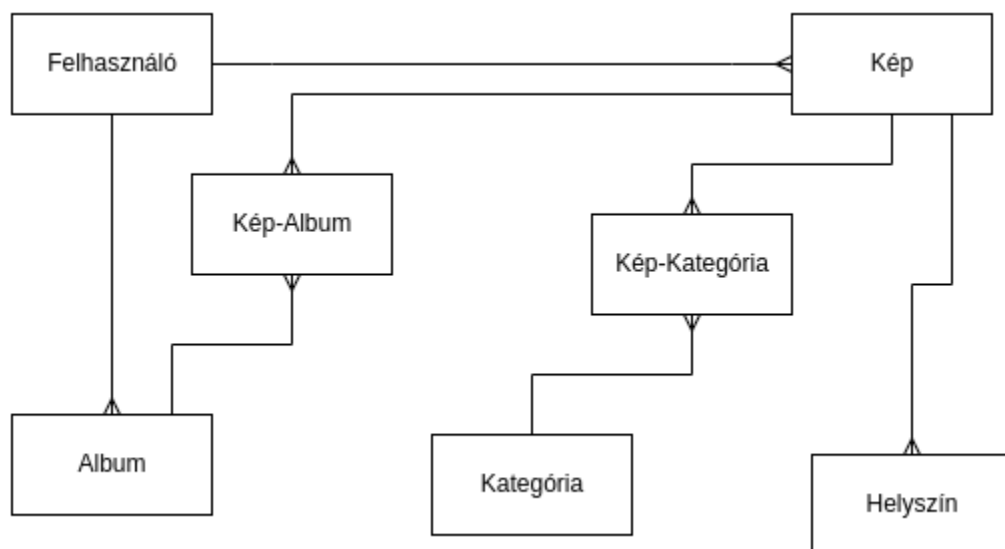 Felhasználó
Kép
Kép-Album
Kép-Kategória
Album
Kategória
Helyszín